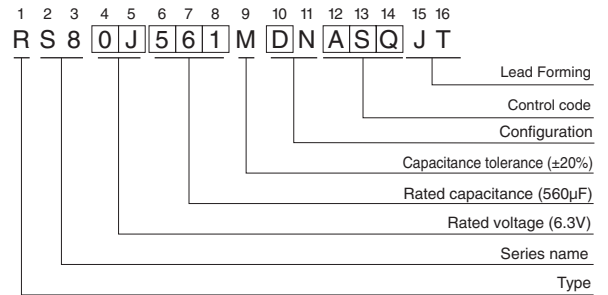 1 2 3 4 5 6 7 8 9 10 11 12 13 14 15 16
R S 8 0 J 5 6 1 M D N A S Q J T
Lead Forming
Control code
Configuration
Capacitance tolerance (±20%)
Rated capacitance (560µF)
Rated voltage (6.3V)
Series name
Type